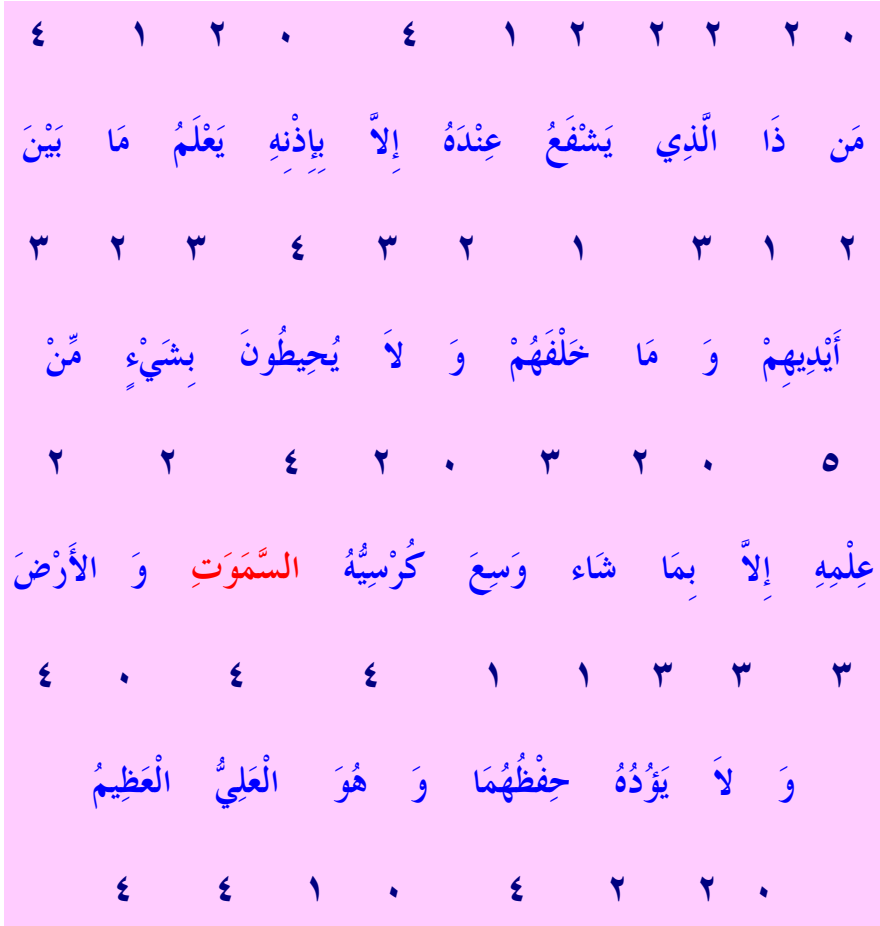 ٠ ٢ ٢ ٢ ٢ ١ ٤ ٠ ٢ ١ ٤
مَن ذَا الَّذِي يَشْفَعُ عِنْدَهُ إِلاَّ بِإِذْنِهِ يَعْلَمُ مَا بَيْنَ
٢ ١ ٣ ١ ٢ ٣ ٤ ٣ ٢ ٣
أَيْدِيهِمْ وَ مَا خَلْفَهُمْ وَ لاَ يُحِيطُونَ بِشَيْءٍ مِّنْ
٥ ٠ ٢ ٣ ٠ ٢ ٤ ٢ ٢
عِلْمِهِ إِلاَّ بِمَا شَاء وَسِعَ كُرْسِيُّهُ السَّمَوَتِ وَ الأَرْضَ
٣ ٣ ٣ ١ ١ ٤ ٤ ٠ ٤
وَ لاَ يَؤُدُهُ حِفْظُهُمَا وَ هُوَ الْعَلِيُّ الْعَظِيمُ
٠ ٢ ٢ ٤ ٠ ١ ٤ ٤